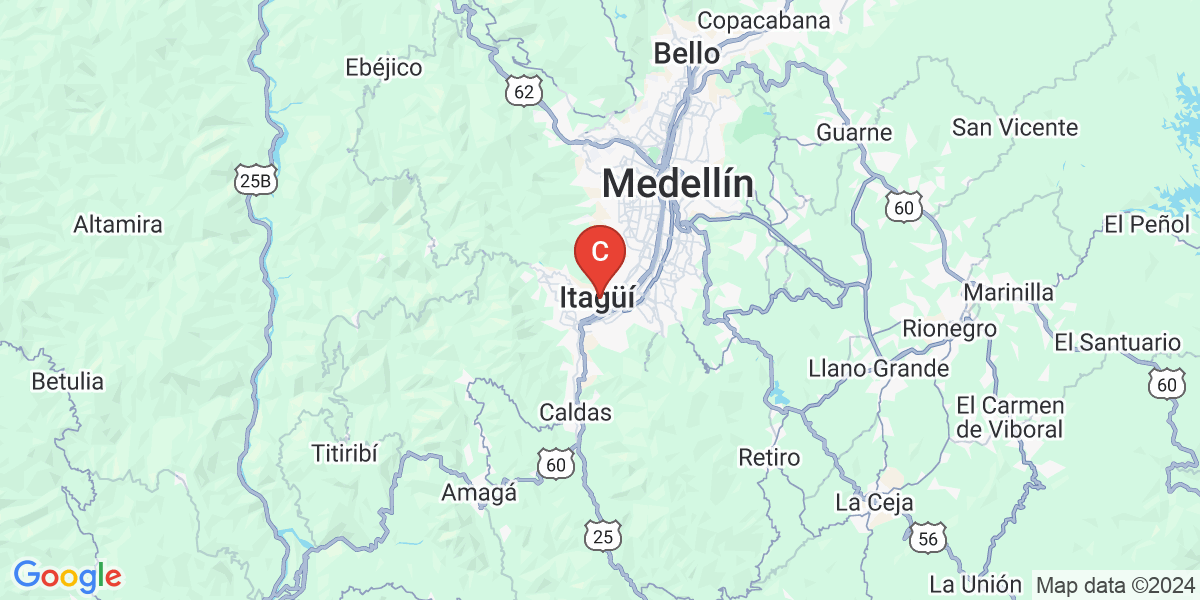 Copacabana
Bello
Ebéjico
62
Guarne
San Vicente
25B
Medellín
60
Altamira
El Peñol
C
Itagüí
Marinilla
Rionegro
El Santuario
Llano Grande
Betulia
60
Caldas
El Carmen
de Viboral
Titiribí
60
Retiro
Amagá
La Ceja
25
56
Google
La Unión
Map data ©2024